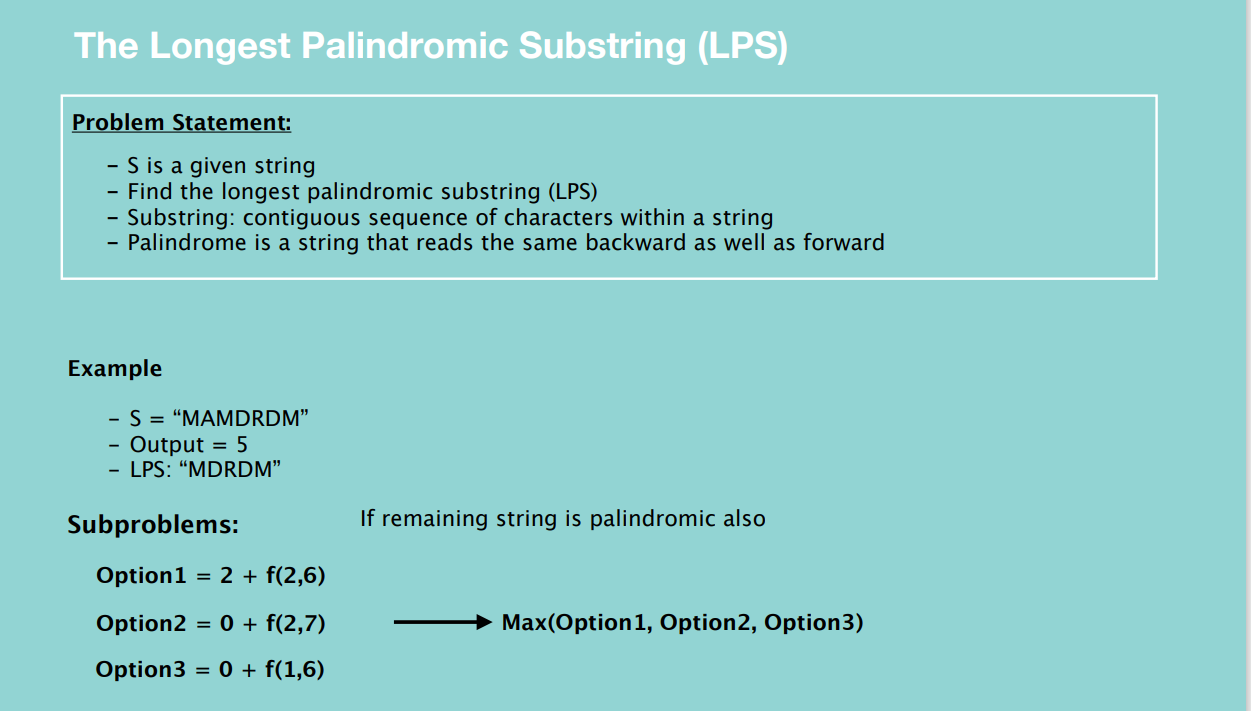 The Longest Palindromic Substring (LPS)
Problem Statement:
– S is a given string
– Find the longest palindromic substring (LPS)
– Substring: contiguous sequence of characters within a string
– Palindrome is a string that reads the same backward as well as forward
Example
– S = “MAMDRDM”
– Output = 5
– LPS: “MDRDM”
Subproblems:
If remaining string is palindromic also
Option1 = 2 + f(2,6)
Option2 = 0 + f(2,7)
Max(Option1, Option2, Option3)
Option3 = 0 + f(1,6)